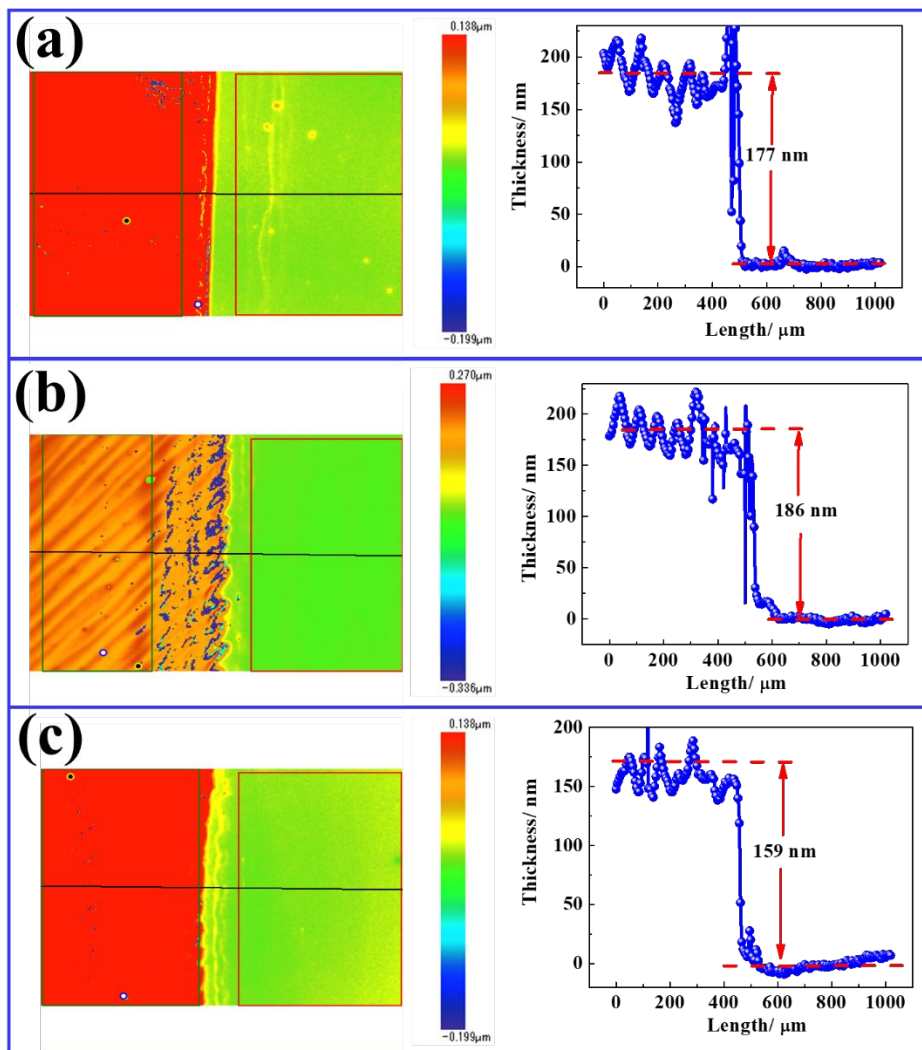 (a)
0.138μm
-0.199μm
200
150
100
50
0
Thickness/ nm
177 nm
0 200 400 600 800 1000
Length/ μm
(b)
0.270μm
-0.336μm
200
150
100
50
0
Thickness/ nm
186 nm
0 200 400 600 800 1000
Length/ μm
(c)
0.138μm
-0.199μm
200
150
100
50
0
Thickness/ nm
159 nm
0 200 400 600 800 1000
Length/ μm